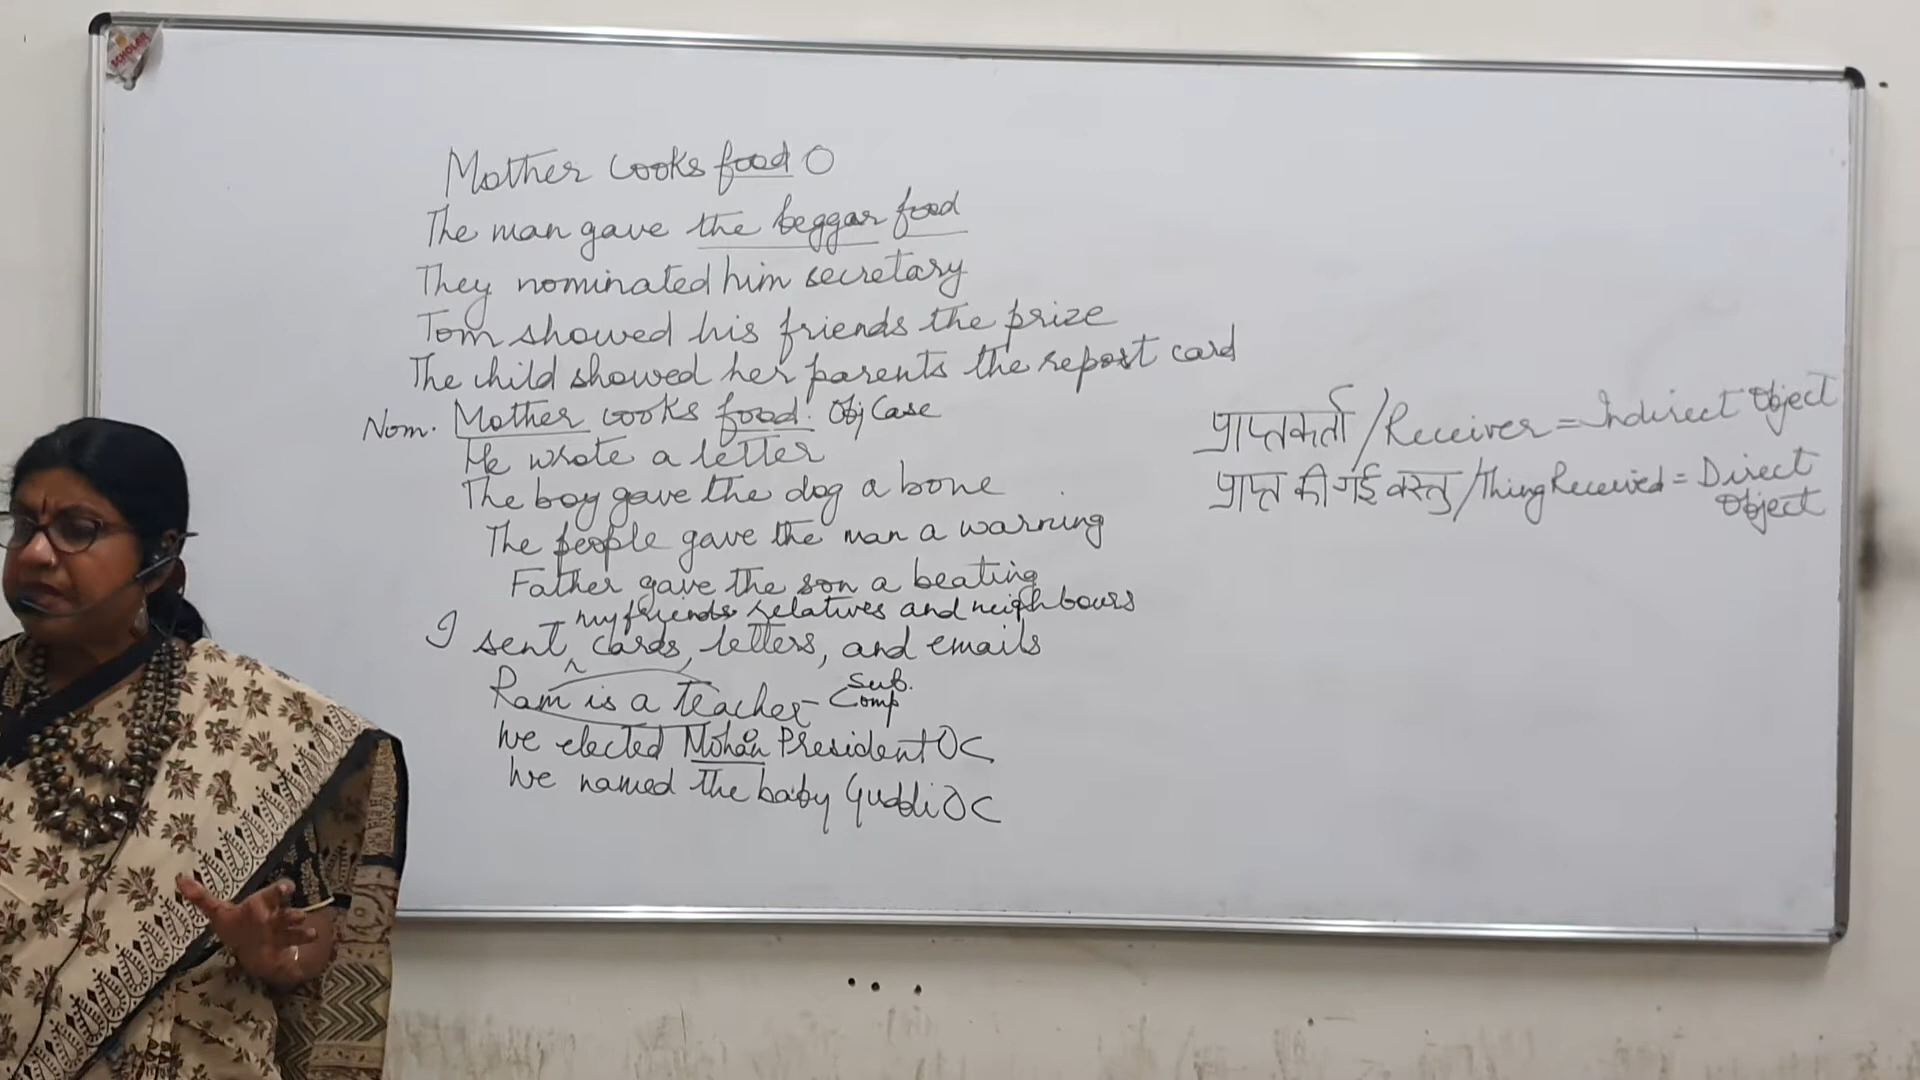 SCHOLAR
Mother cooks food O
The man gave the beggar food
They nominated him secretary
Tom showed his friends the prize
The child showed her parents the report card
Nom. Mother cooks food. Obj Case
He wrote a letter
The boy gave the dog a bone
The people gave the man a warning
Father gave the son a beating
my friends relatives and neighbours
I sent ^ cards, letters, and emails
Ram is a teacher - Sub. Comp
We elected Mohan President OC
We named the baby Guddi OC
प्राप्तकर्ता / Receiver = Indirect Object
प्राप्त की गई वस्तु / Thing Received = Direct
Object